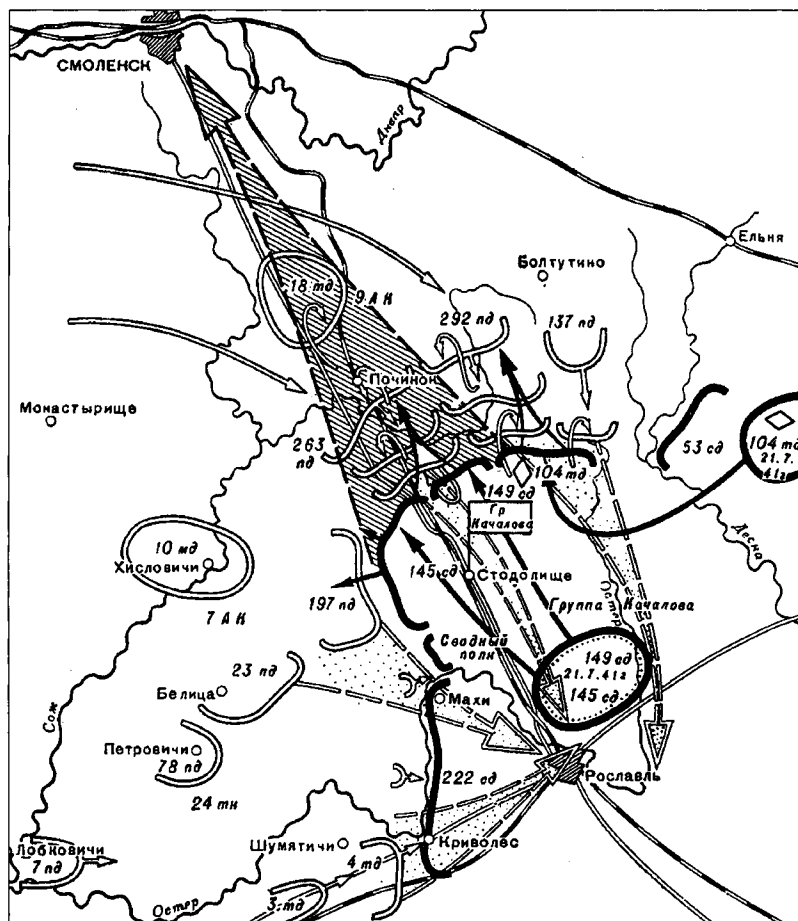 СМОЛЕНСК
Днепр
Ельня
Болтутино
18 тд
9 АК
292 пд
137 пд
Починок
Монастырище
263
пд
53 сд
104 тд
21.7.
41г
104 тд
149 сд
Гр
Качалова
Десна
10 мд
Хисловичи
7 АК
145 сд
Стодолище
197 пд
Группа Качалова
Остер
Сводный
полк
149 сд
21.7.41г
145 сд
23 пд
Белица
Махи
Сож
Петровичи
78 пд
222 сд
Рославль
24 тк
Шумятичи
Криволес
Лобковичи
7 пд
4 тд
3 тд
Остер